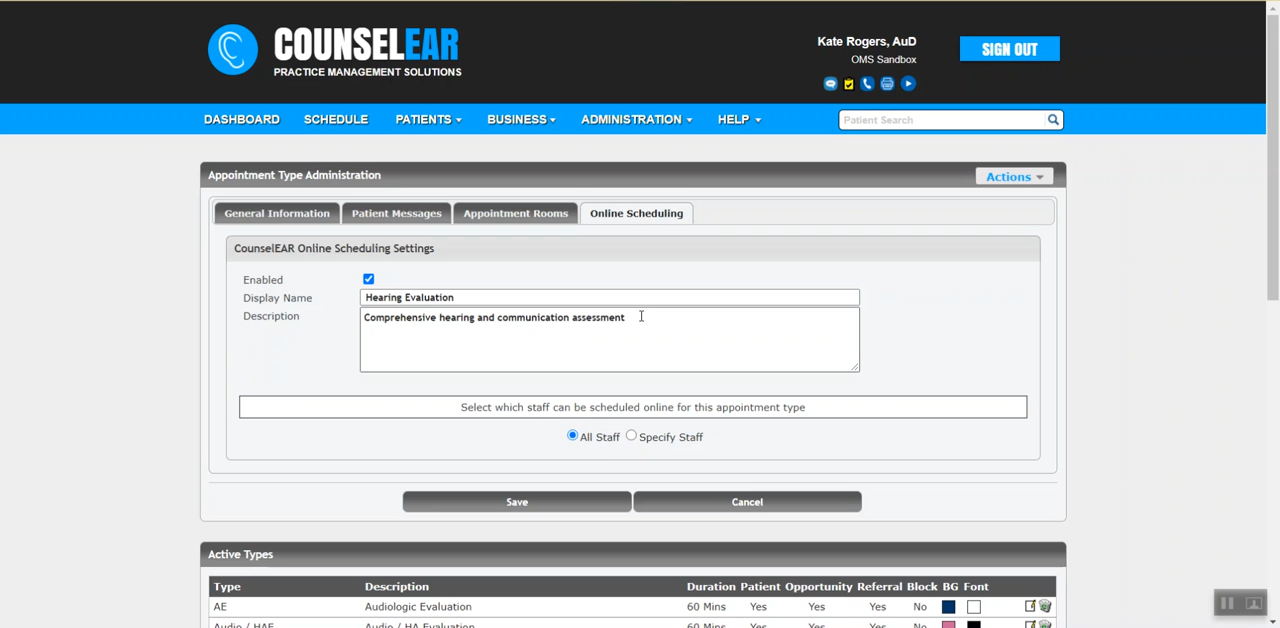 COUNSELEAR
PRACTICE MANAGEMENT SOLUTIONS
Kate Rogers, AuD
OMS Sandbox
SIGN OUT
DASHBOARD SCHEDULE PATIENTS BUSINESS ADMINISTRATION HELP Patient Search
Appointment Type Administration Actions
General Information Patient Messages Appointment Rooms Online Scheduling
CounselEAR Online Scheduling Settings
Enabled
Display Name Hearing Evaluation
Description Comprehensive hearing and communication assessment
Select which staff can be scheduled online for this appointment type
All Staff Specify Staff
Save Cancel
Active Types
Type Description Duration Patient Opportunity Referral Block BG Font
AE Audiologic Evaluation 60 Mins Yes Yes Yes No
Audio / HAE Audio / HA Evaluation 60 Mins Yes Yes Yes No